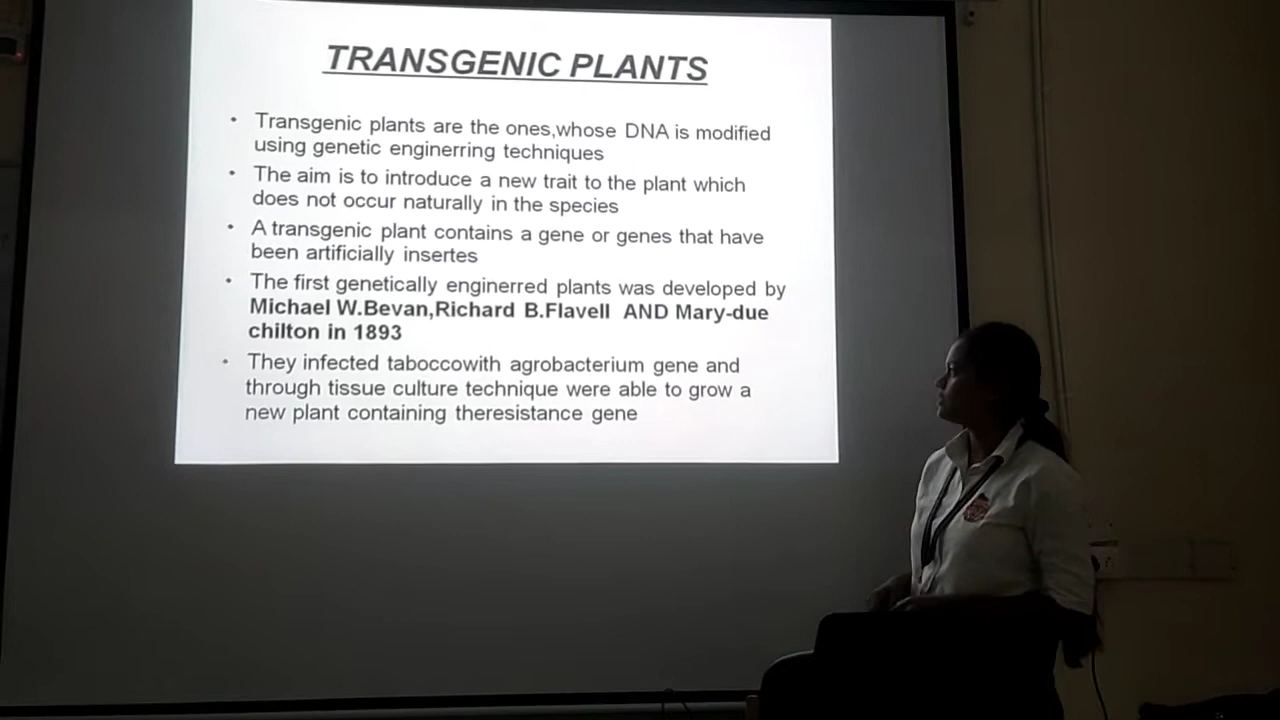 TRANSGENIC PLANTS
• Transgenic plants are the ones,whose DNA is modified
using genetic enginerring techniques
• The aim is to introduce a new trait to the plant which
does not occur naturally in the species
• A transgenic plant contains a gene or genes that have
been artificially insertes
• The first genetically enginerred plants was developed by
Michael W.Bevan,Richard B.Flavell AND Mary-due
chilton in 1893
• They infected taboccowith agrobacterium gene and
through tissue culture technique were able to grow a
new plant containing theresistance gene